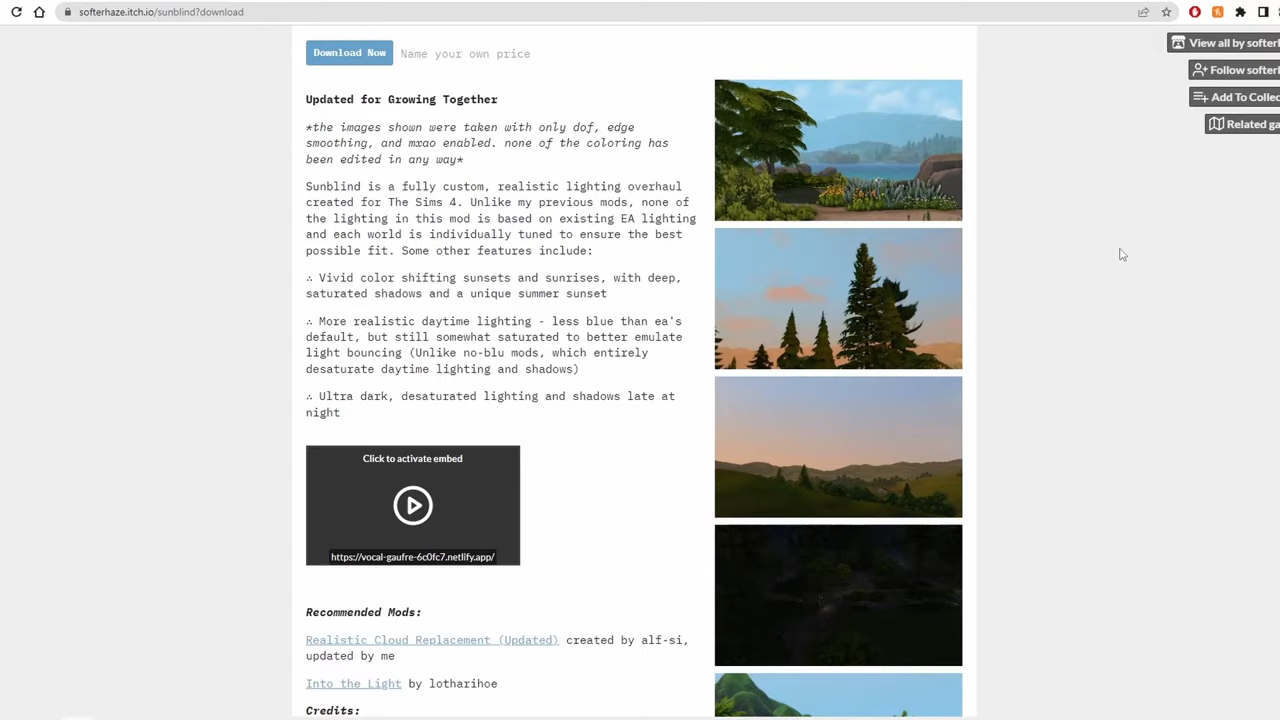 softerhaze.itch.io/sunblind?download
View all by softerl
Follow softerl
Add To Collec
Related ga
Download Now Name your own price
Updated for Growing Together
*the images shown were taken with only dof, edge
smoothing, and mxao enabled. none of the coloring has
been edited in any way*
Sunblind is a fully custom, realistic lighting overhaul
created for The Sims 4. Unlike my previous mods, none of
the lighting in this mod is based on existing EA lighting
and each world is individually tuned to ensure the best
possible fit. Some other features include:
∴ Vivid color shifting sunsets and sunrises, with deep,
saturated shadows and a unique summer sunset
∴ More realistic daytime lighting - less blue than ea's
default, but still somewhat saturated to better emulate
light bouncing (Unlike no-blu mods, which entirely
desaturate daytime lighting and shadows)
∴ Ultra dark, desaturated lighting and shadows late at
night
Click to activate embed
https://vocal-gaufre-6c0fc7.netlify.app/
Recommended Mods:
Realistic Cloud Replacement (Updated) created by alf-si,
updated by me
Into the Light by lotharihoe
Credits: